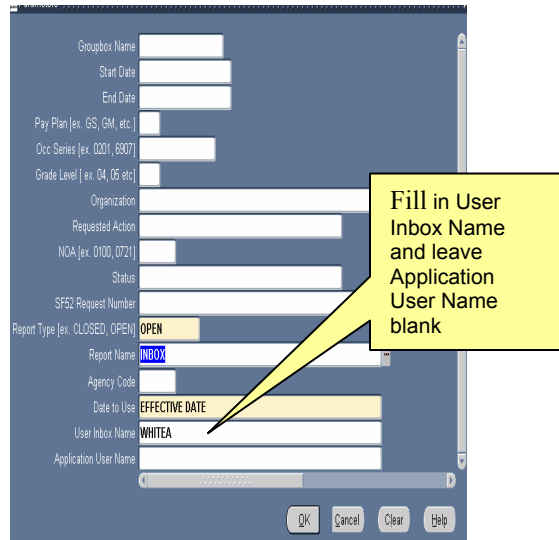 Parameters
Groupbox Name
Start Date
End Date
Pay Plan [ex. GS, GM, etc.]
Occ Series [ex. 0201, 6907]
Grade Level [ ex. 04, 05 etc]
Organization
Requested Action
NOA [ex. 0100, 0721]
Status
SF52 Request Number
Report Type [ex. CLOSED, OPEN] OPEN
Report Name INBOX
Agency Code
Date to Use EFFECTIVE DATE
User Inbox Name WHITEA
Application User Name
Fill in User
Inbox Name
and leave
Application
User Name
blank
OK Cancel Clear Help